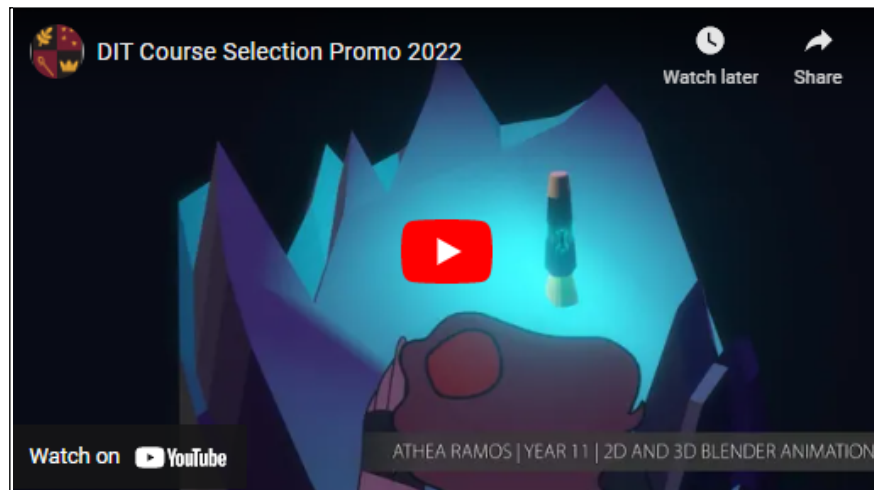 DIT Course Selection Promo 2022
Watch later
Share
ATHEA RAMOS | YEAR 11 | 2D AND 3D BLENDER ANIMATION
Watch on YouTube